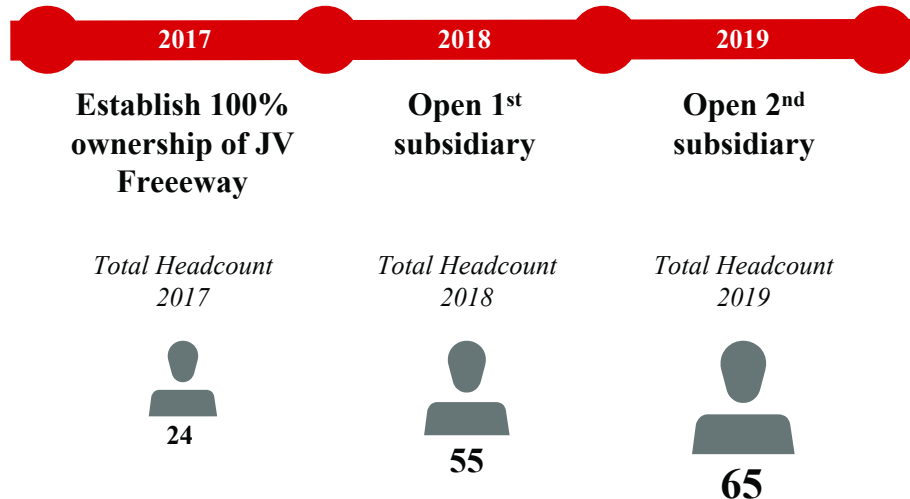 2017
2018
2019
Establish 100%
ownership of JV
Freeeway
Open 1st
subsidiary
Open 2nd
subsidiary
Total Headcount
2017
Total Headcount
2018
Total Headcount
2019
24
55
65